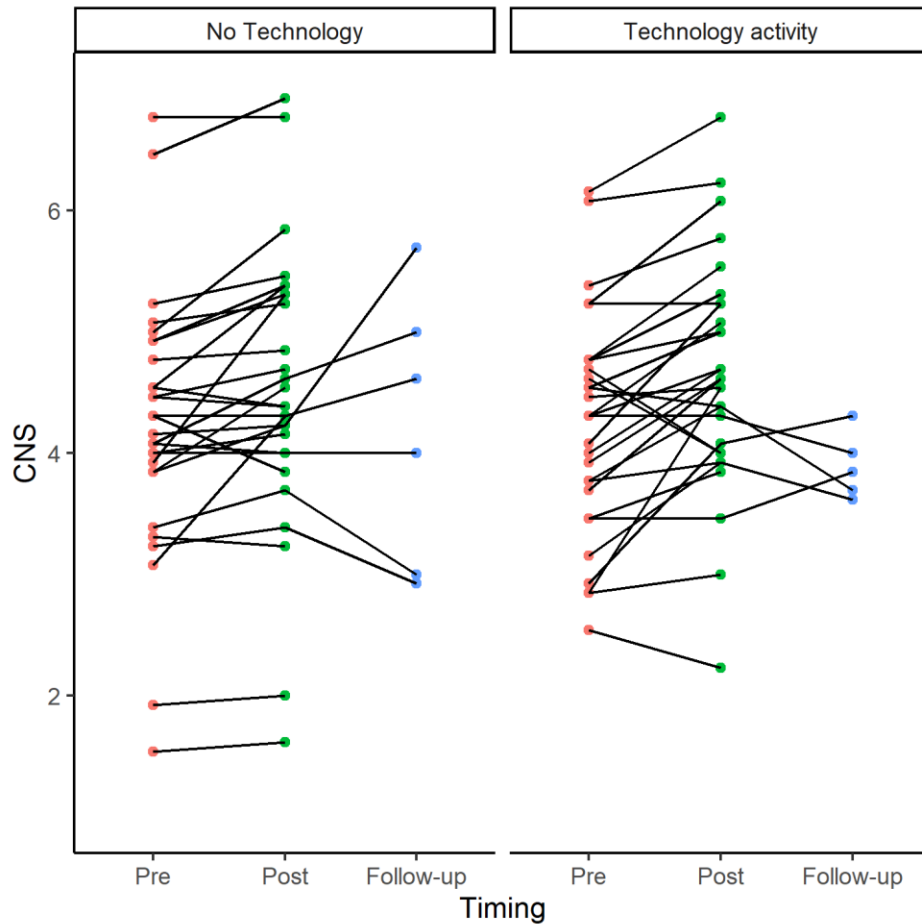 No Technology
Technology activity
CNS
6
4
2
Pre
Post
Follow-up
Pre
Post
Follow-up
Timing